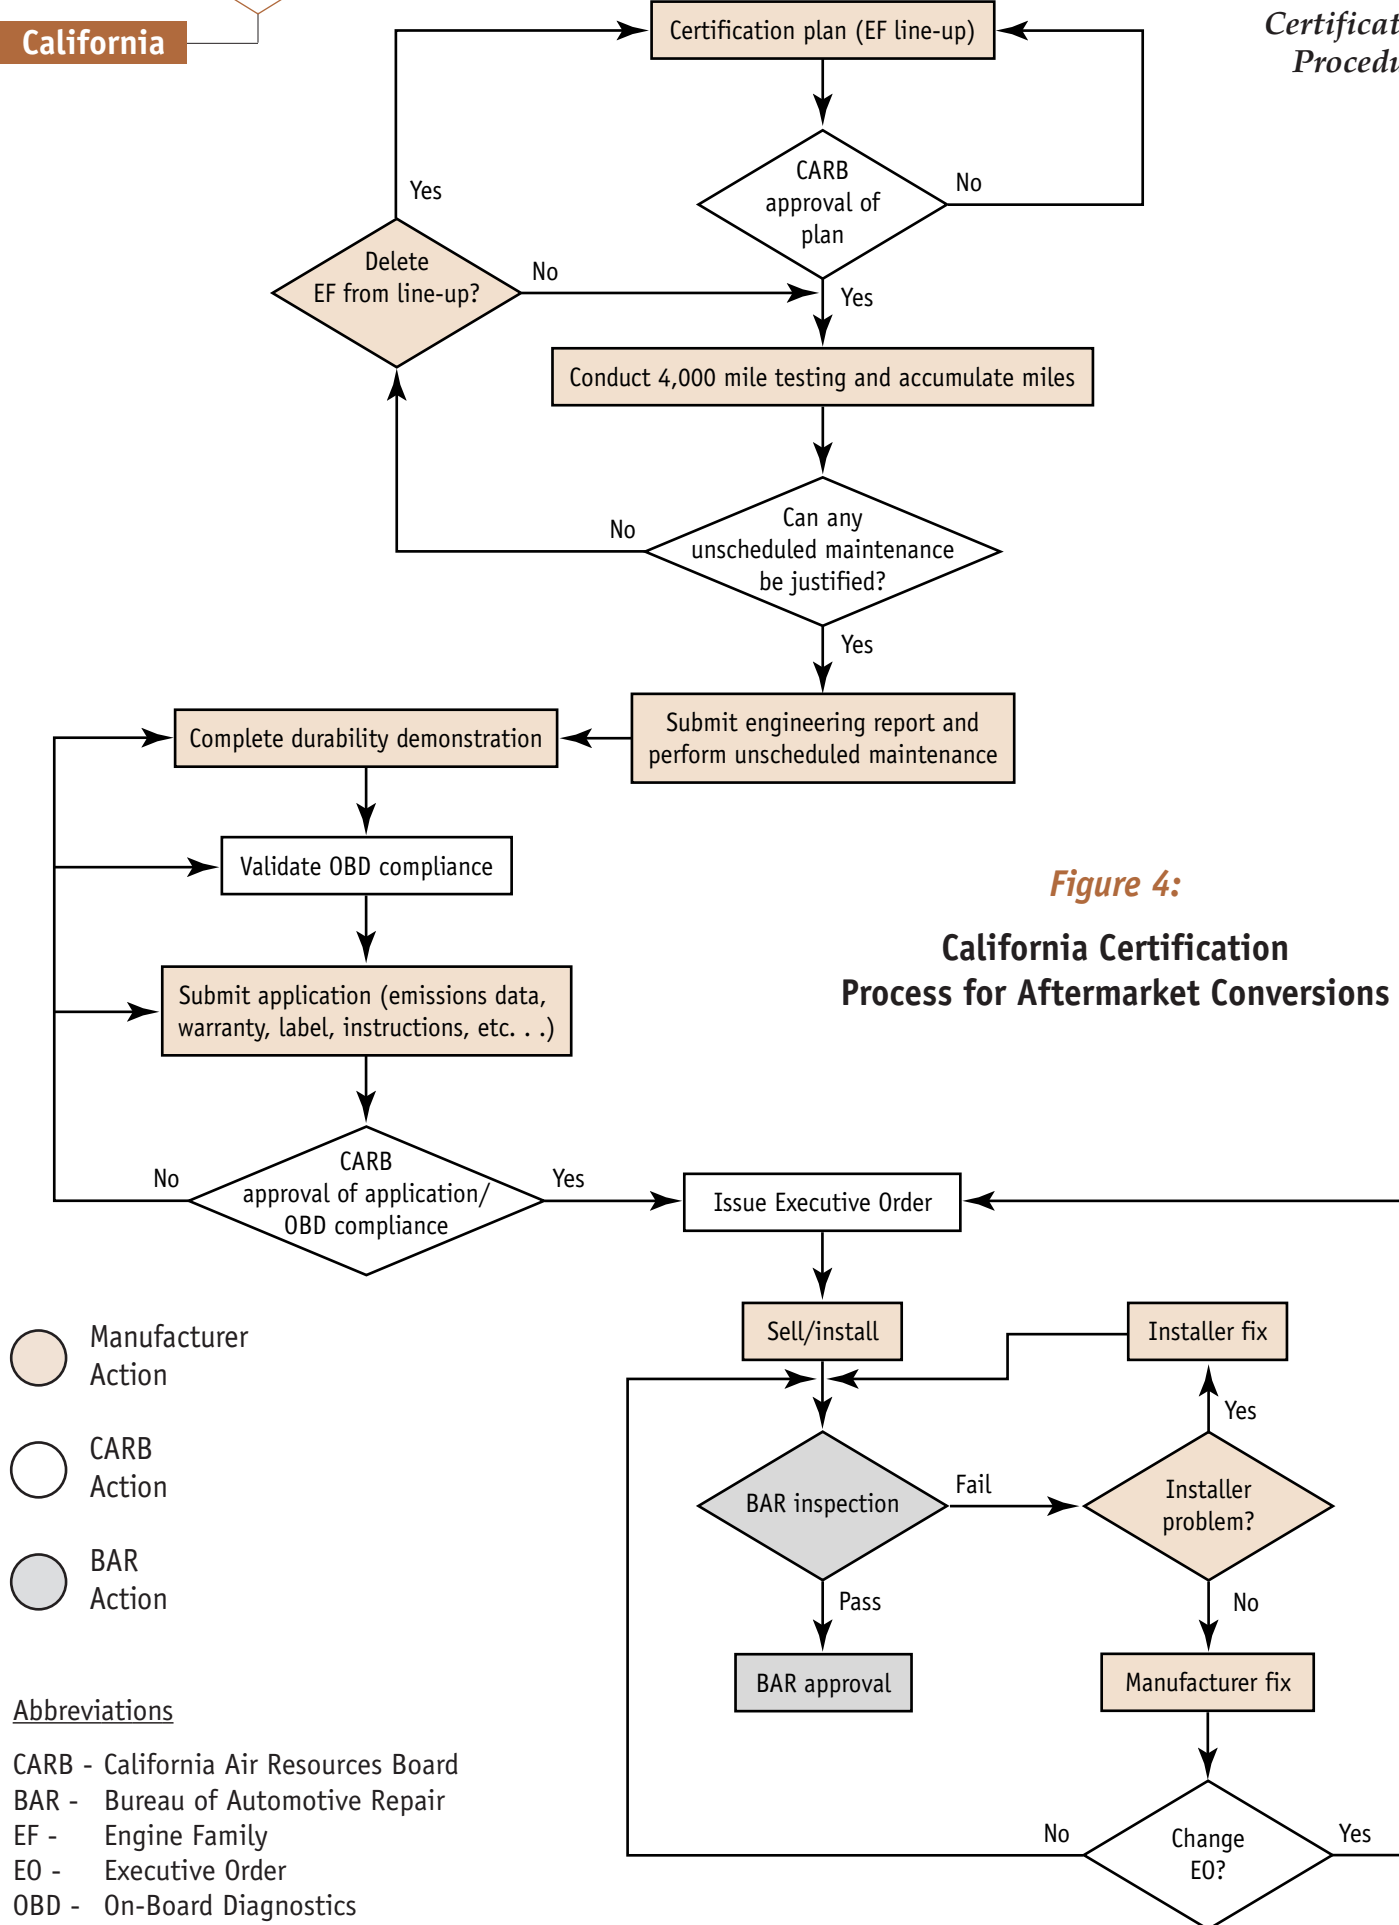 California
Certification plan (EF line-up)
CARB
approval of
plan
No
Yes
Yes
Delete
EF from line-up?
No
Conduct 4,000 mile testing and accumulate miles
Can any
unscheduled maintenance
be justified?
No
Yes
Submit engineering report and
perform unscheduled maintenance
Complete durability demonstration
Validate OBD compliance
Submit application (emissions data,
warranty, label, instructions, etc. . .)
Figure 4:
California Certification
Process for Aftermarket Conversions
CARB
approval of application/
OBD compliance
No
Yes
Issue Executive Order
Sell/install
Installer fix
Yes
BAR inspection
Fail
Installer
problem?
Pass
No
BAR approval
Manufacturer fix
Change
EO?
No
Yes
Manufacturer
Action
CARB
Action
BAR
Action
Abbreviations
CARB - California Air Resources Board
BAR - Bureau of Automotive Repair
EF - Engine Family
EO - Executive Order
OBD - On-Board Diagnostics